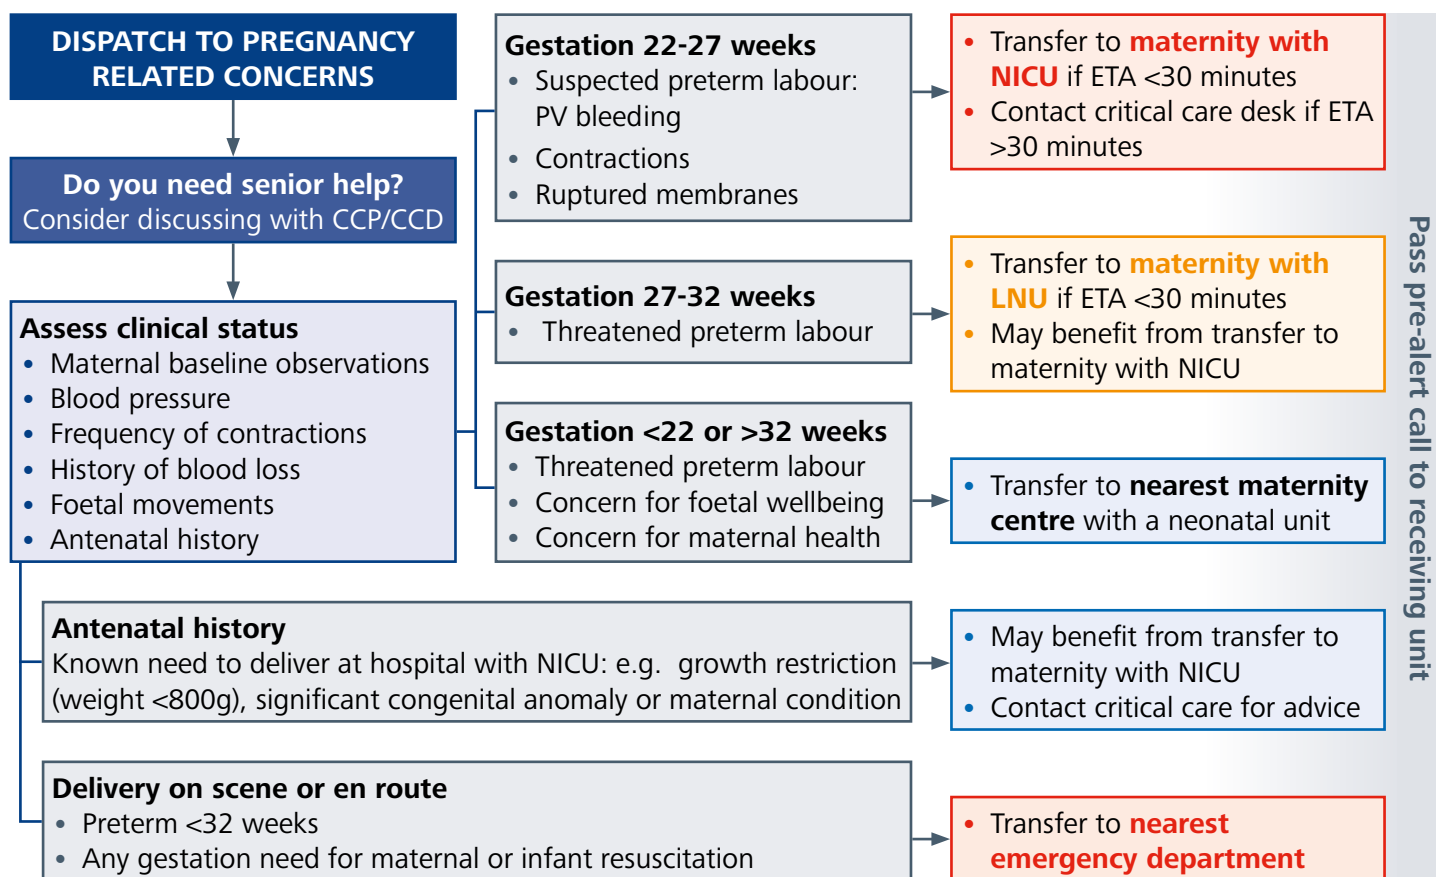 DISPATCH TO PREGNANCY
RELATED CONCERNS
Do you need senior help?
Consider discussing with CCP/CCD
Assess clinical status
• Maternal baseline observations
• Blood pressure
• Frequency of contractions
• History of blood loss
• Foetal movements
• Antenatal history
Gestation 22-27 weeks
• Suspected preterm labour:
PV bleeding
• Contractions
• Ruptured membranes
• Transfer to maternity with
NICU if ETA <30 minutes
• Contact critical care desk if ETA
>30 minutes
Gestation 27-32 weeks
• Threatened preterm labour
• Transfer to maternity with
LNU if ETA <30 minutes
• May benefit from transfer to
maternity with NICU
Gestation <22 or >32 weeks
• Threatened preterm labour
• Concern for foetal wellbeing
• Concern for maternal health
• Transfer to nearest maternity
centre with a neonatal unit
Antenatal history
Known need to deliver at hospital with NICU: e.g. growth restriction
(weight <800g), significant congenital anomaly or maternal condition
• May benefit from transfer to
maternity with NICU
• Contact critical care for advice
Delivery on scene or en route
• Preterm <32 weeks
• Any gestation need for maternal or infant resuscitation
• Transfer to nearest
emergency department
Pass pre-alert call to receiving unit